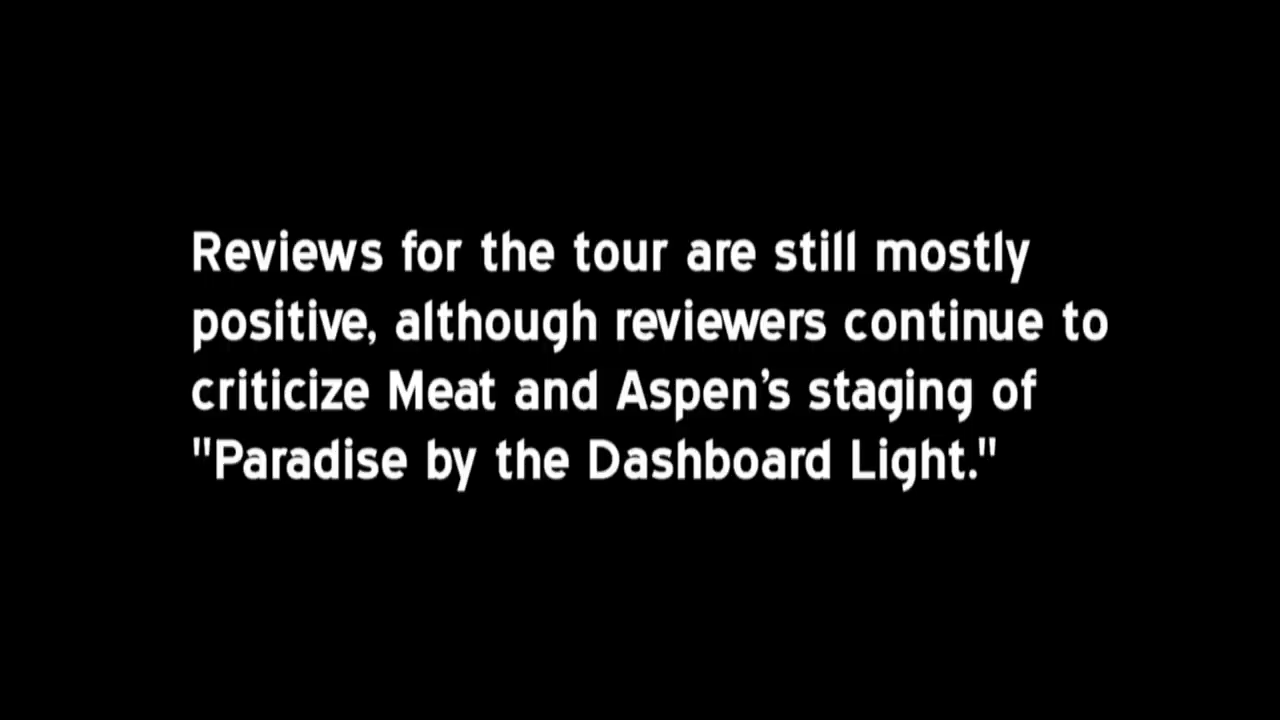 Reviews for the tour are still mostly
positive, although reviewers continue to
criticize Meat and Aspen’s staging of
"Paradise by the Dashboard Light."